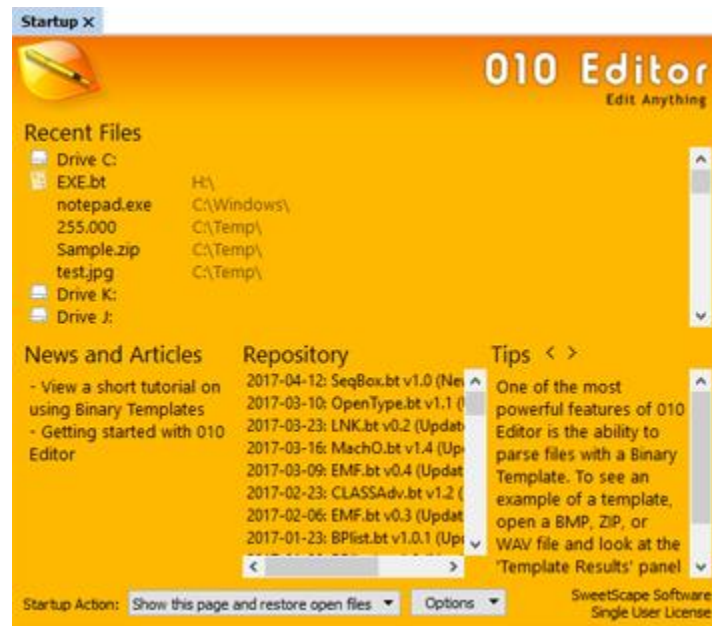 Startup ×
010 Editor
Edit Anything
Recent Files
Drive C:
EXE.bt H:\
notepad.exe C:\Windows\
255.000 C:\Temp\
Sample.zip C:\Temp\
test.jpg C:\Temp\
Drive K:
Drive J:
News and Articles
- View a short tutorial on
using Binary Templates
- Getting started with 010
Editor
Repository
2017-04-12: SeqBox.bt v1.0 (Nev
2017-03-10: OpenType.bt v1.1 (
2017-03-23: LNK.bt v0.2 (Updat
2017-03-16: MachO.bt v1.4 (Up
2017-03-09: EMF.bt v0.4 (Updat
2017-02-23: CLASSAdv.bt v1.2 (
2017-02-06: EMF.bt v0.3 (Updat
2017-01-23: BPlist.bt v1.0.1 (Up
Tips < >
One of the most
powerful features of 010
Editor is the ability to
parse files with a Binary
Template. To see an
example of a template,
open a BMP, ZIP, or
WAV file and look at the
'Template Results' panel
Startup Action: Show this page and restore open files Options
SweetScape Software
Single User License